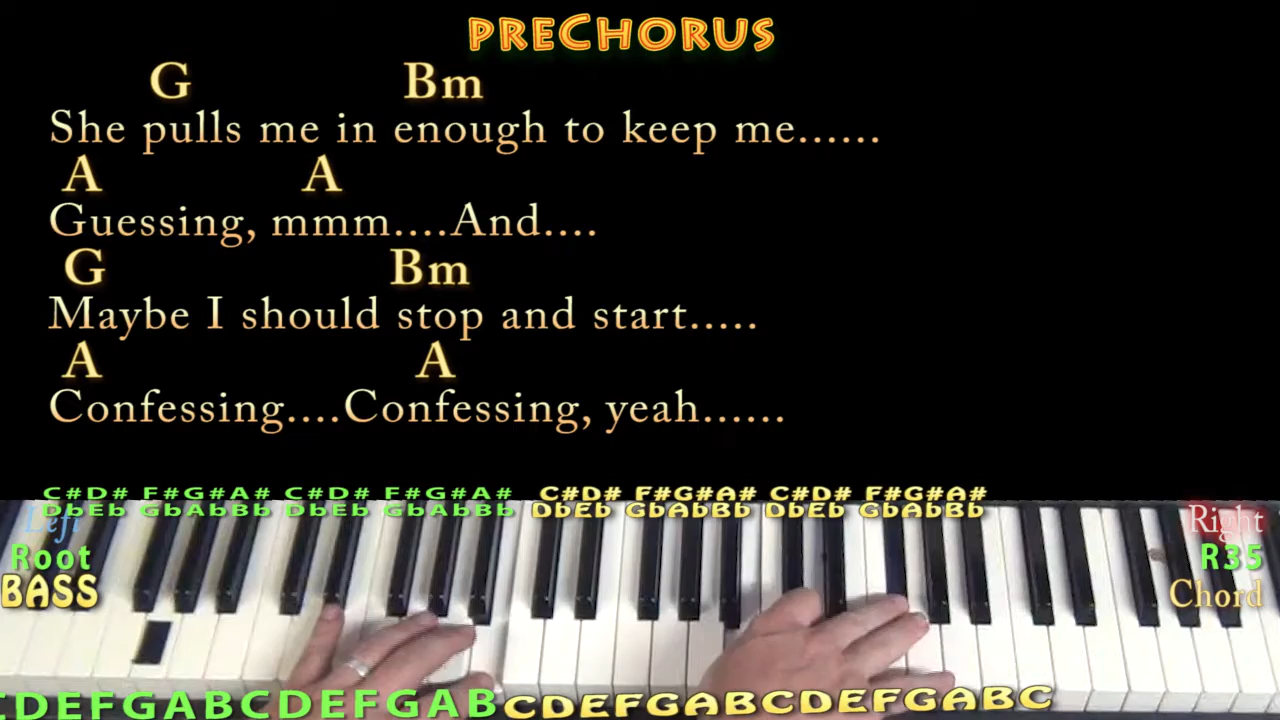 PRECHORUS
G Bm
She pulls me in enough to keep me......
A A
Guessing, mmm....And....
G Bm
Maybe I should stop and start.....
A A
Confessing....Confessing, yeah......
C#D# F#G#A# C#D# F#G#A# C#D# F#G#A# C#D# F#G#A#
DbEb GbAbBb DbEb GbAbBb DbEb GbAbBb DbEb GbAbBb
Left Right
Root R35
BASS Chord
CDEFGABCDEFGAB CDEFGABCDEFGABC